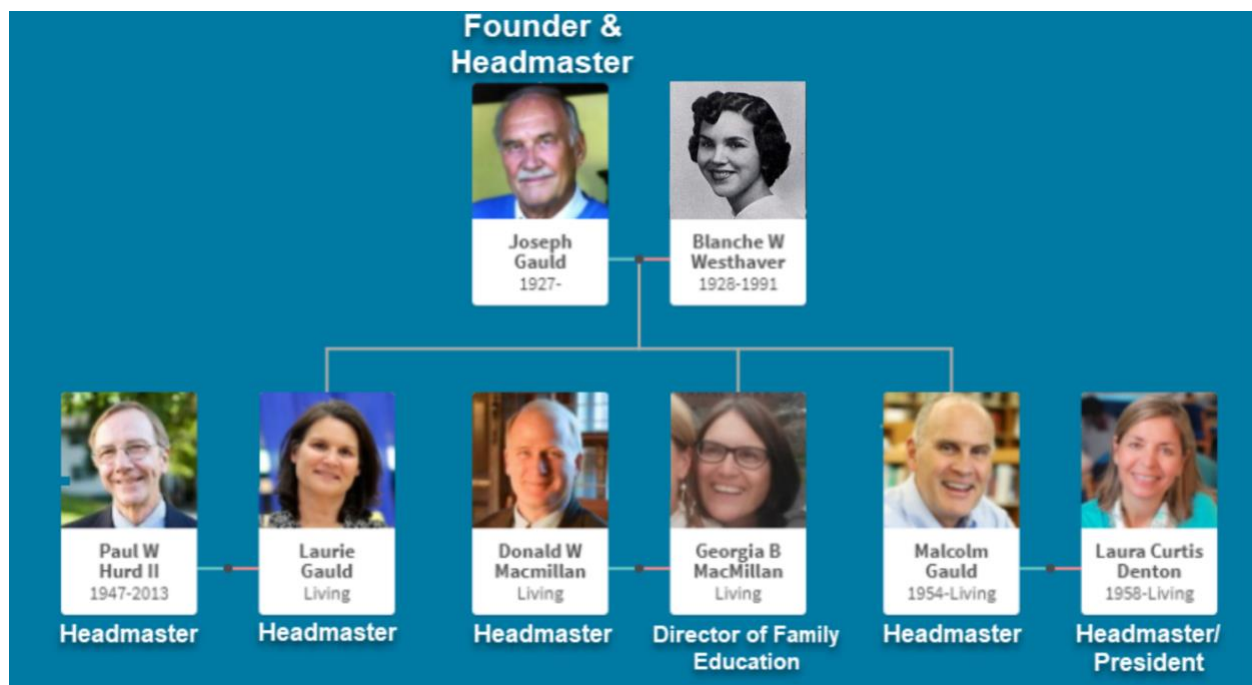 Founder &
Headmaster
Joseph
Gauld
1927-
Blanche W
Westhaver
1928-1991
Paul W
Hurd II
1947-2013
Headmaster
Laurie
Gauld
Living
Headmaster
Donald W
Macmillan
Living
Headmaster
Georgia B
MacMillan
Living
Director of Family
Education
Malcolm
Gauld
1954-Living
Headmaster
Laura Curtis
Denton
1958-Living
Headmaster/
President